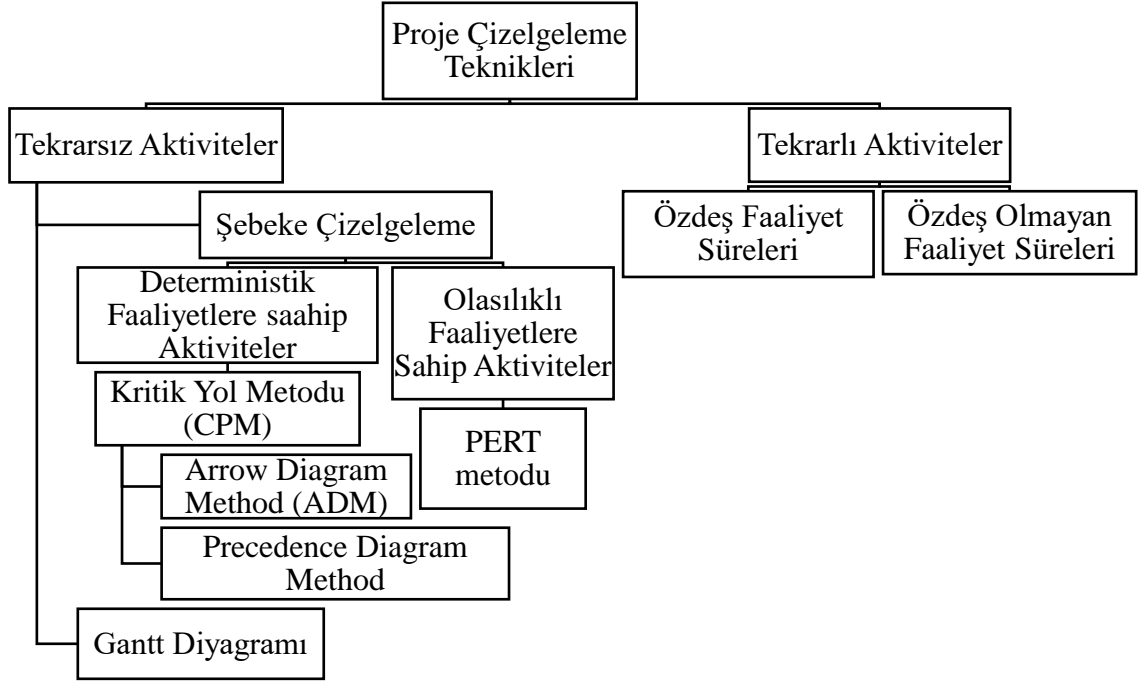 Proje Çizelgeleme
Teknikleri
Tekrarsız Aktiviteler
Tekrarlı Aktiviteler
Şebeke Çizelgeleme
Özdeş Faaliyet
Süreleri
Özdeş Olmayan
Faaliyet Süreleri
Deterministik
Faaliyetlere saahip
Aktiviteler
Olasılıklı
Faaliyetlere
Sahip Aktiviteler
Kritik Yol Metodu
(CPM)
PERT
metodu
Arrow Diagram
Method (ADM)
Precedence Diagram
Method
Gantt Diyagramı